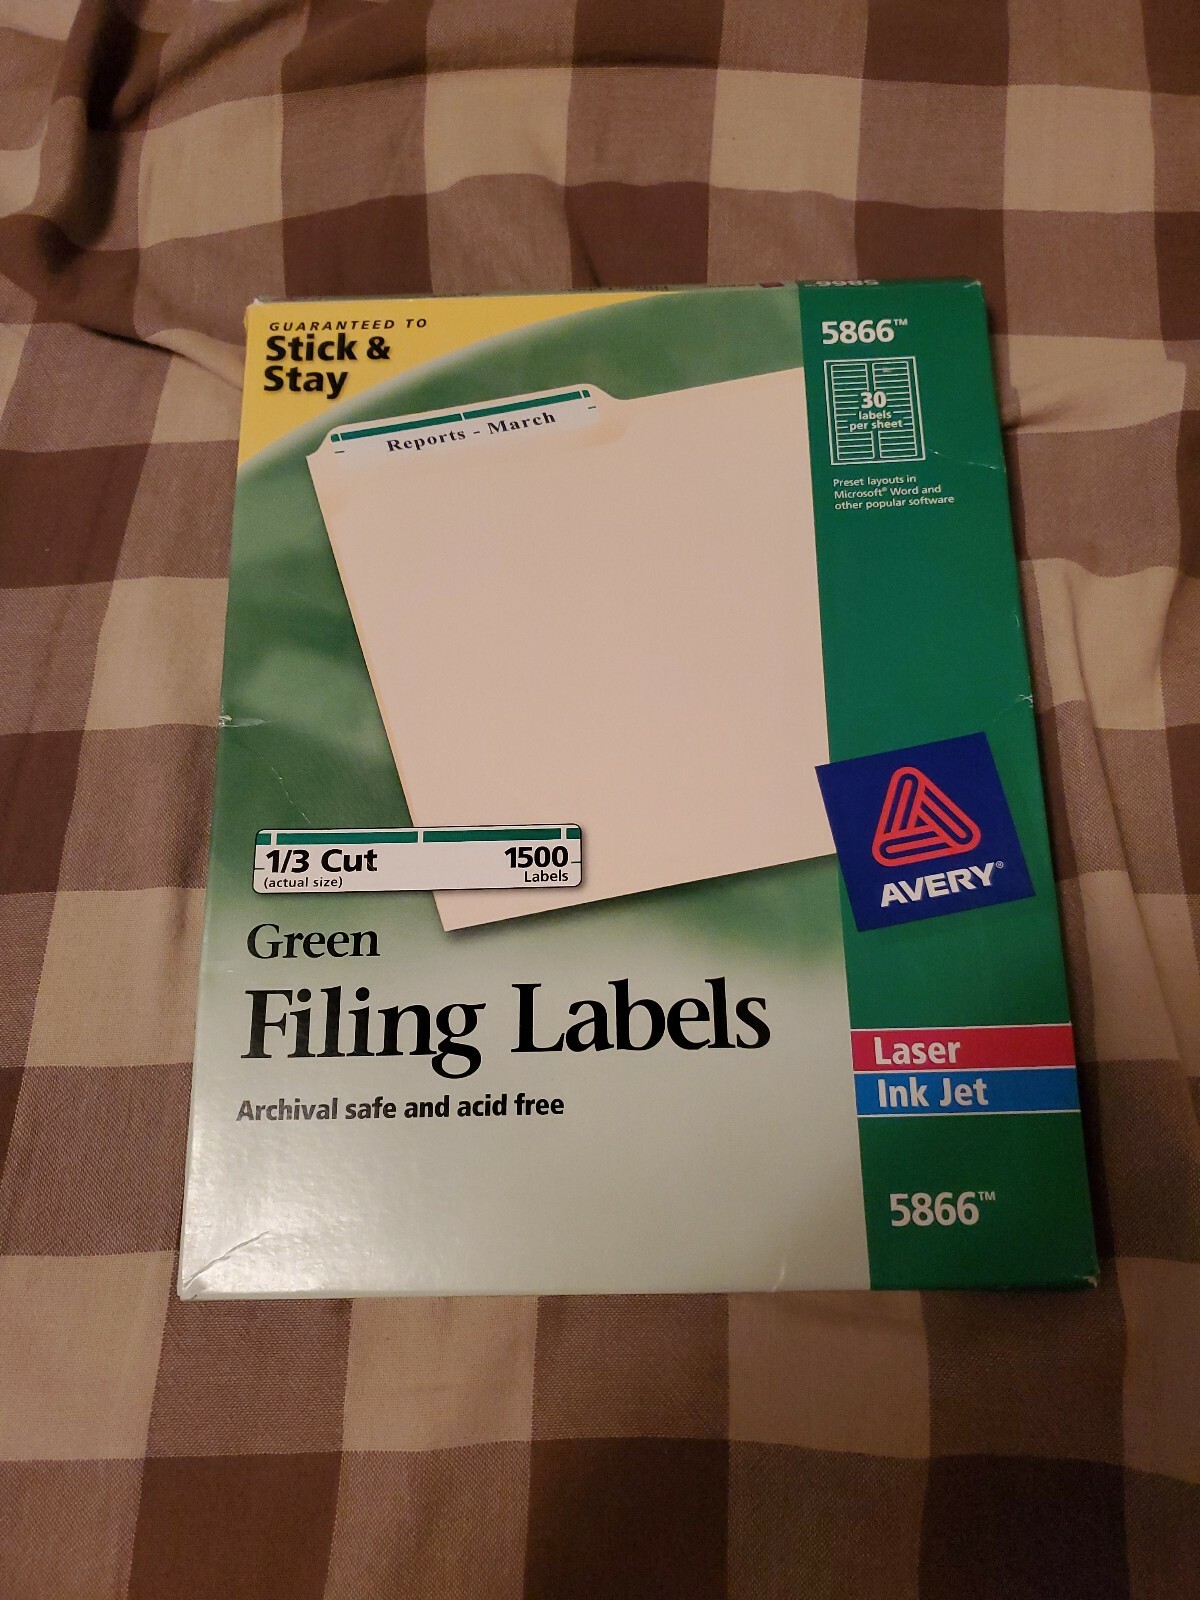 GUARANTEED TO
Stick &
Stay
Reports - March
5866™
30
labels
per sheet
Preset layouts in
Microsoft® Word and
other popular software
AVERY®
1/3 Cut
(actual size)
1500
Labels
Green
Filing Labels
Archival safe and acid free
Laser
Ink Jet
5866™